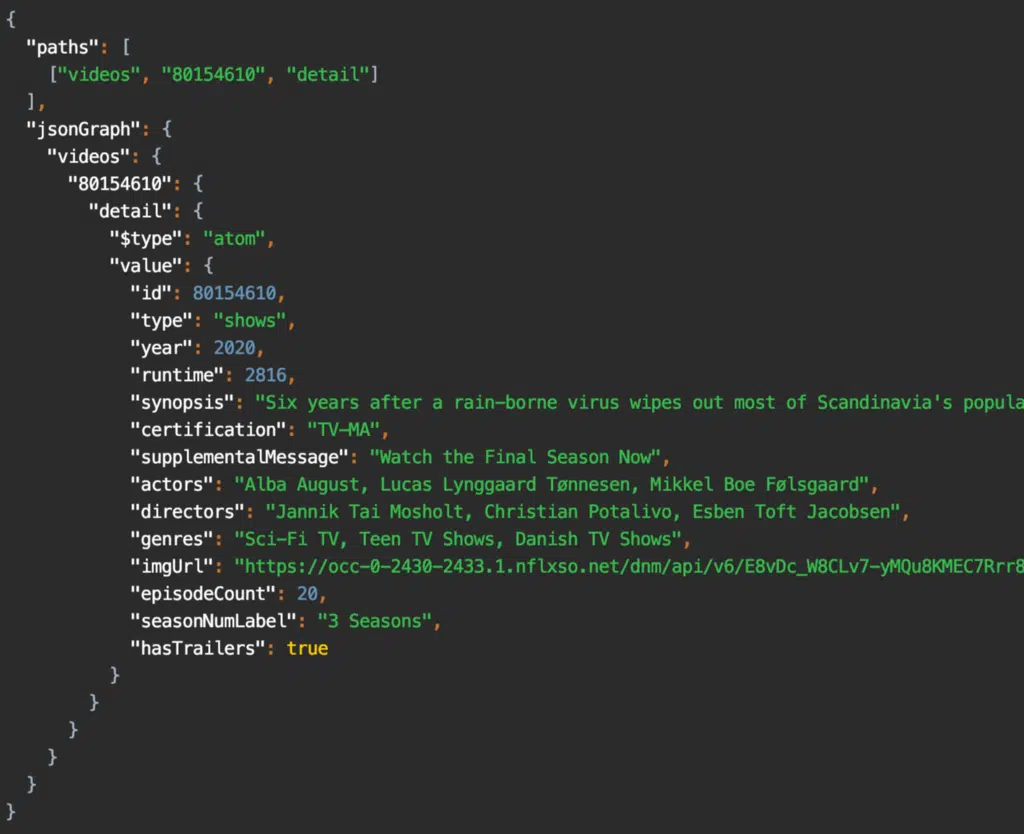 {
  "paths": [
    ["videos", "80154610", "detail"]
  ],
  "jsonGraph": {
    "videos": {
      "80154610": {
        "detail": {
          "$type": "atom",
          "value": {
            "id": 80154610,
            "type": "shows",
            "year": 2020,
            "runtime": 2816,
            "synopsis": "Six years after a rain-borne virus wipes out most of Scandinavia's popula
            "certification": "TV-MA",
            "supplementalMessage": "Watch the Final Season Now",
            "actors": "Alba August, Lucas Lynggaard Tønnesen, Mikkel Boe Følsgaard",
            "directors": "Jannik Tai Mosholt, Christian Potalivo, Esben Toft Jacobsen",
            "genres": "Sci-Fi TV, Teen TV Shows, Danish TV Shows",
            "imgUrl": "https://occ-0-2430-2433.1.nflxso.net/dnm/api/v6/E8vDc_W8CLv7-yMQu8KMEC7Rrr8
            "episodeCount": 20,
            "seasonNumLabel": "3 Seasons",
            "hasTrailers": true
          }
        }
      }
    }
  }
}